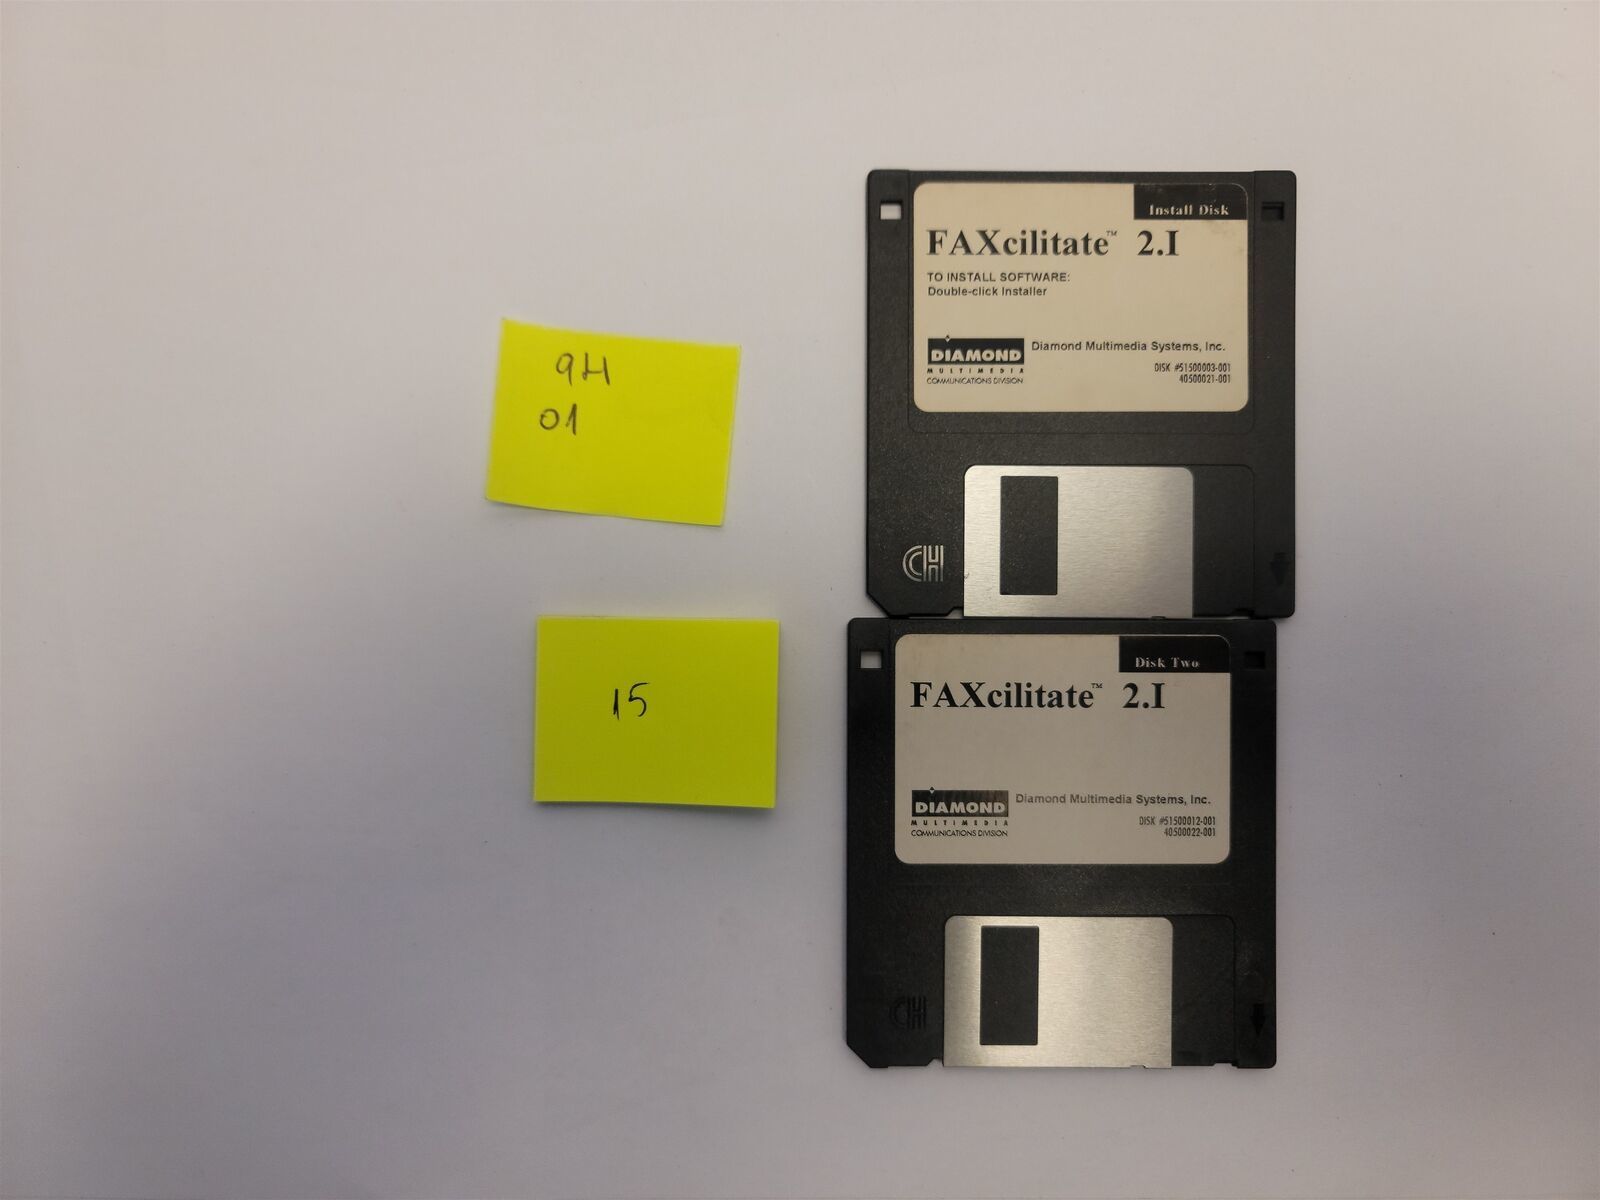 9H
01
15
Install Disk
FAXcilitate™ 2.I
TO INSTALL SOFTWARE:
Double-click Installer
DIAMOND
MULTIMEDIA
COMMUNICATIONS DIVISION
Diamond Multimedia Systems, Inc.
DISK #51500003-001
40500021-001
CH
Disk Two
FAXcilitate™ 2.I
DIAMOND
MULTIMEDIA
COMMUNICATIONS DIVISION
Diamond Multimedia Systems, Inc.
DISK #51500012-001
40500022-001
CH